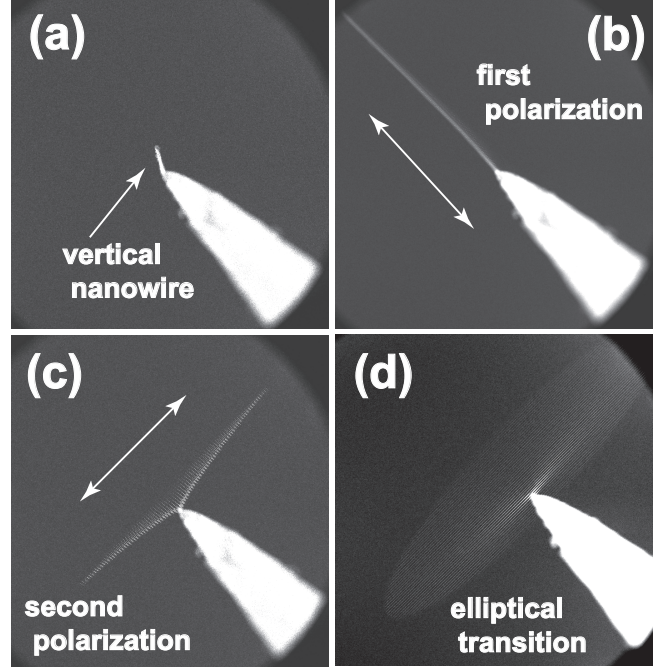 (a)
vertical
nanowire
(b)
first
polarization
(c)
second
polarization
(d)
elliptical
transition